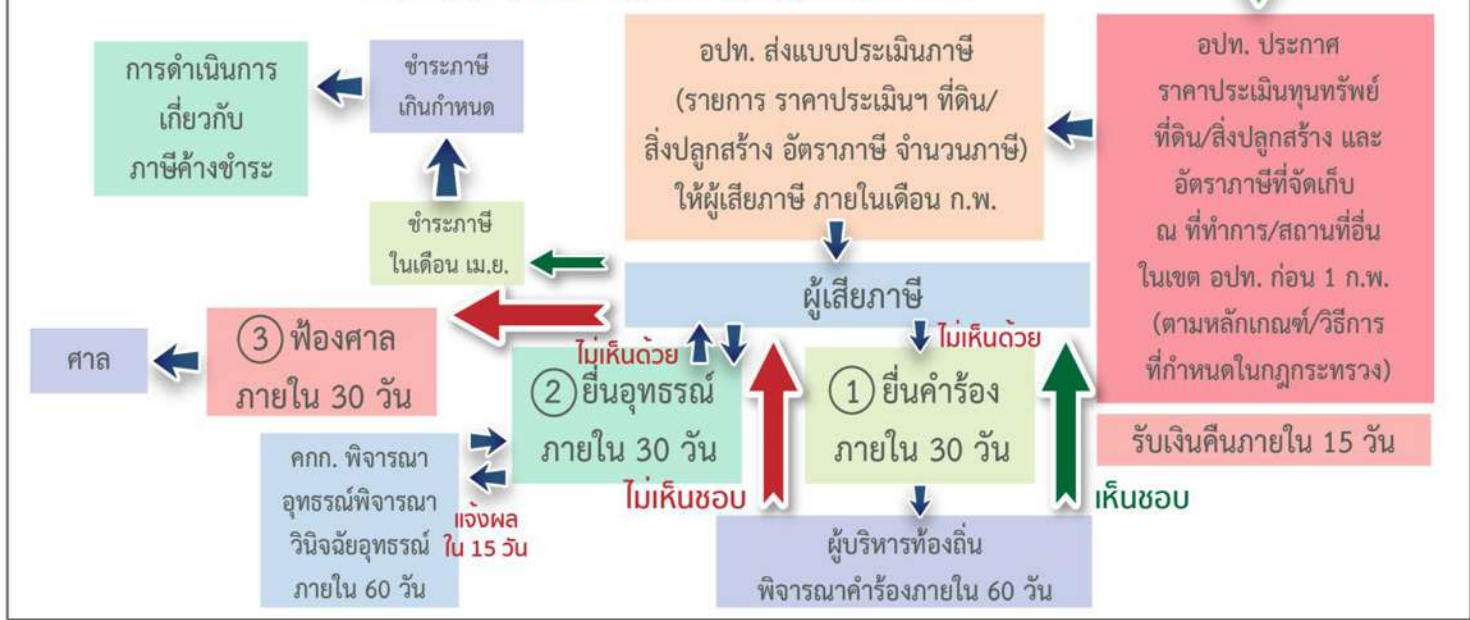 อปท. ประกาศ
ราคาประเมินทุนทรัพย์
ที่ดิน/สิ่งปลูกสร้าง และ
อัตราภาษีที่จัดเก็บ
ณ ที่ทำการ/สถานที่อื่น
ในเขต อปท. ก่อน 1 ก.พ.
(ตามหลักเกณฑ์/วิธีการ
ที่กำหนดในกฎกระทรวง)
อปท. ส่งแบบประเมินภาษี
(รายการ ราคาประเมินฯ ที่ดิน/
สิ่งปลูกสร้าง อัตราภาษี จำนวนภาษี)
ให้ผู้เสียภาษี ภายในเดือน ก.พ.
ผู้เสียภาษี
ชำระภาษี
ในเดือน เม.ย.
ชำระภาษี
เกินกำหนด
การดำเนินการ
เกี่ยวกับ
ภาษีค้างชำระ
ไม่เห็นด้วย
1 ยื่นคำร้อง
ภายใน 30 วัน
ผู้บริหารท้องถิ่น
พิจารณาคำร้องภายใน 60 วัน
เห็นชอบ
รับเงินคืนภายใน 15 วัน
ไม่เห็นชอบ
ไม่เห็นด้วย
2 ยื่นอุทธรณ์
ภายใน 30 วัน
คกก. พิจารณา
อุทธรณ์พิจารณา
วินิจฉัยอุทธรณ์
ภายใน 60 วัน
แจ้งผล
ใน 15 วัน
3 ฟ้องศาล
ภายใน 30 วัน
ศาล